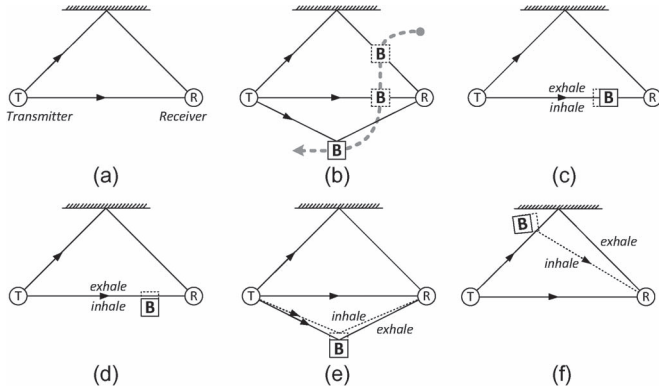 T R
Transmitter Receiver
(a)
B
T B R
B
(b)
exhale
T B R
inhale
(c)
exhale
T R
inhale B
(d)
T R
inhale
exhale
B
(e)
B
exhale
inhale
T R
(f)